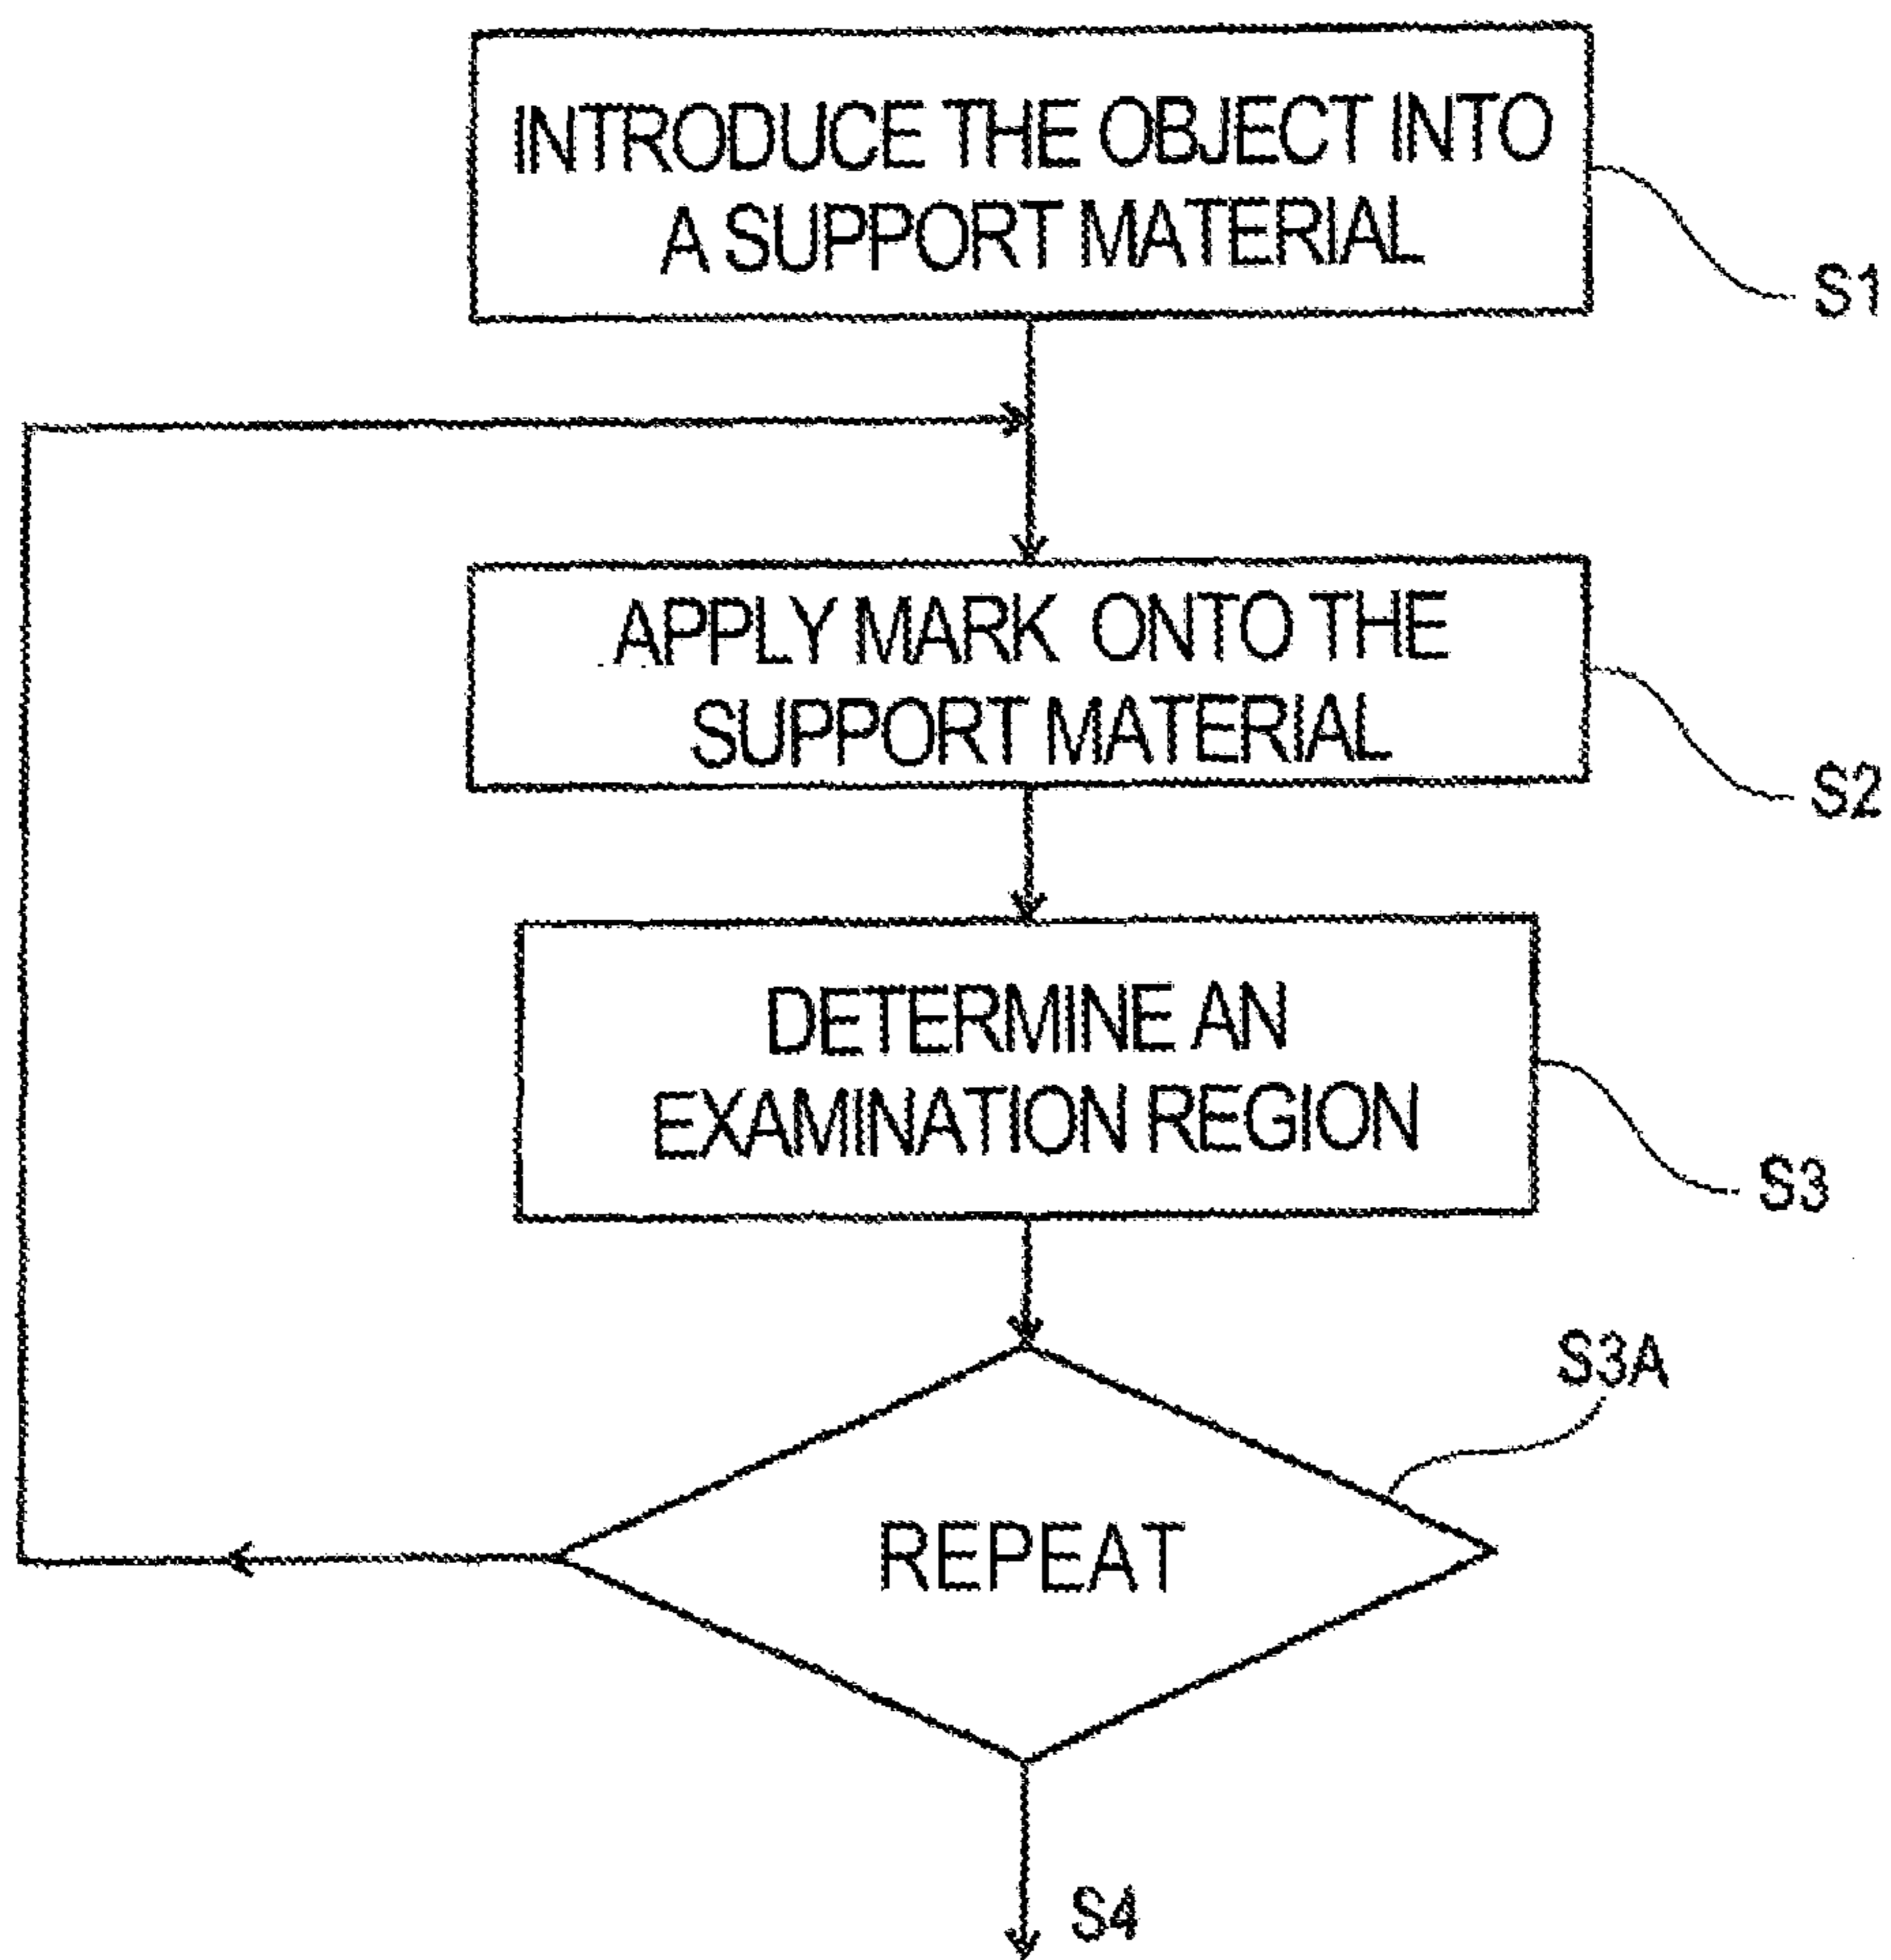 INTRODUCE THE OBJECT INTO
A SUPPORT MATERIAL
S1
APPLY MARK ONTO THE
SUPPORT MATERIAL
S2
DETERMINE AN
EXAMINATION REGION
S3
S3A
REPEAT
S4